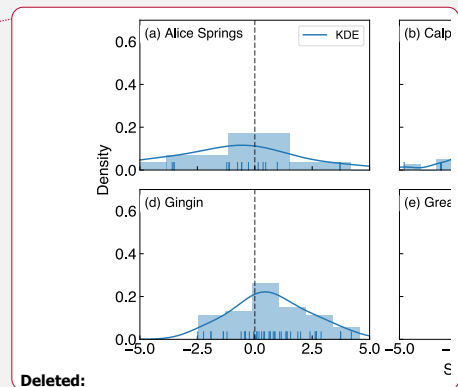 (a) Alice Springs
KDE
(b) Calp
0.6
0.4
0.2
0.0
Density
(d) Gingin
(e) Grea
0.6
0.4
0.2
0.0
−5.0 −2.5 0.0 2.5 5.0
−5.0
S
Deleted: